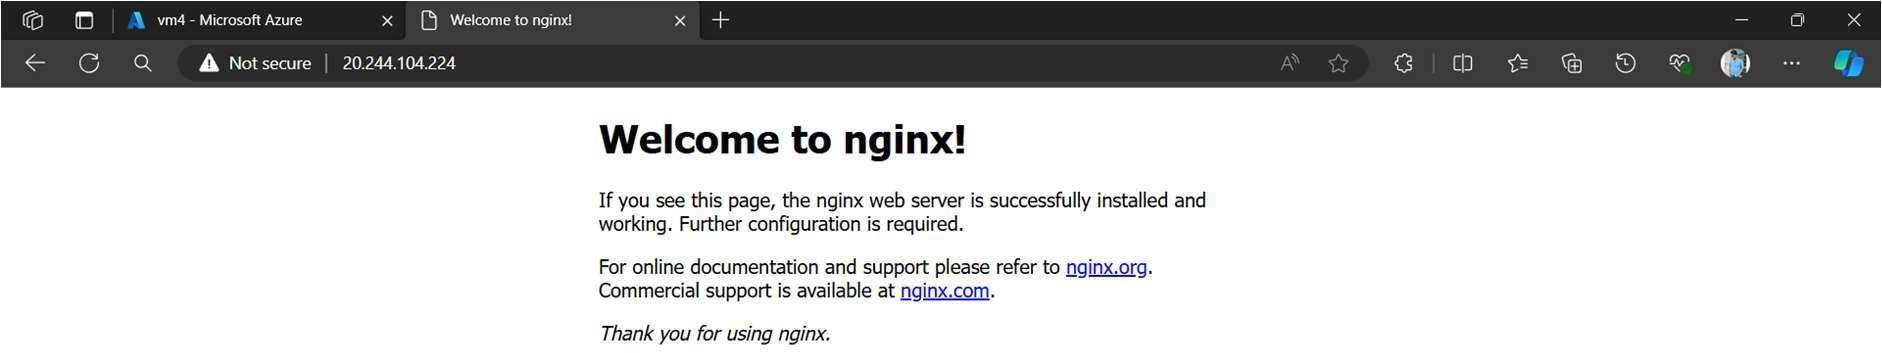 vm4 - Microsoft Azure
Welcome to nginx!
Not secure
20.244.104.224
Welcome to nginx!
If you see this page, the nginx web server is successfully installed and
working. Further configuration is required.
For online documentation and support please refer to nginx.org.
Commercial support is available at nginx.com.
Thank you for using nginx.